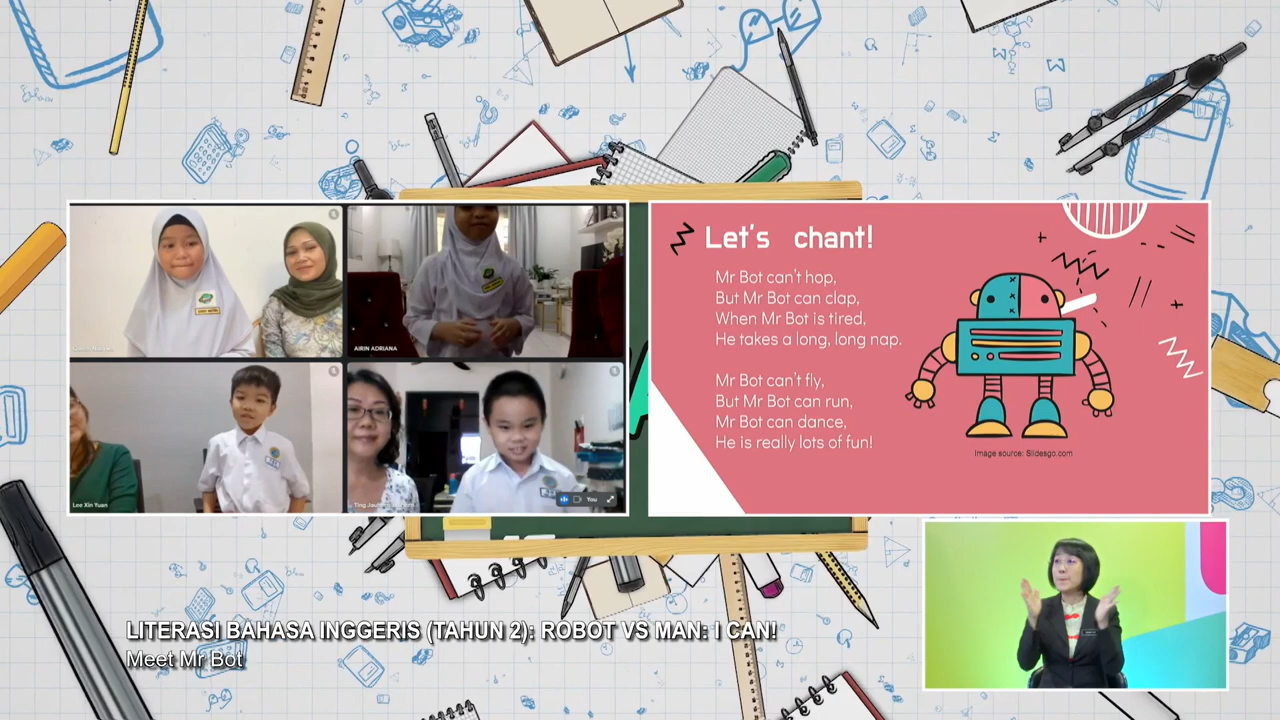 Let's chant!
Mr Bot can't hop,
But Mr Bot can clap,
When Mr Bot is tired,
He takes a long, long nap.
Mr Bot can't fly,
But Mr Bot can run,
Mr Bot can dance,
He is really lots of fun!
Image source: Slidesgo.com
AIRIN ADRIANA
Lee Xin Yuan
You
LITERASI BAHASA INGGERIS (TAHUN 2): ROBOT VS MAN: I CAN!
Meet Mr Bot